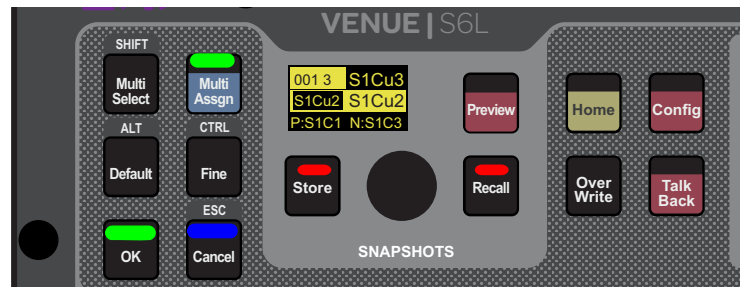 VENUE | S6L
SHIFT
Multi
Select
Multi
Assgn
ALT
CTRL
Default
Fine
ESC
OK
Cancel
001 3 S1Cu3
S1Cu2 S1Cu2
P:S1C1 N:S1C3
Preview
Store
Recall
SNAPSHOTS
Home
Config
Over
Write
Talk
Back